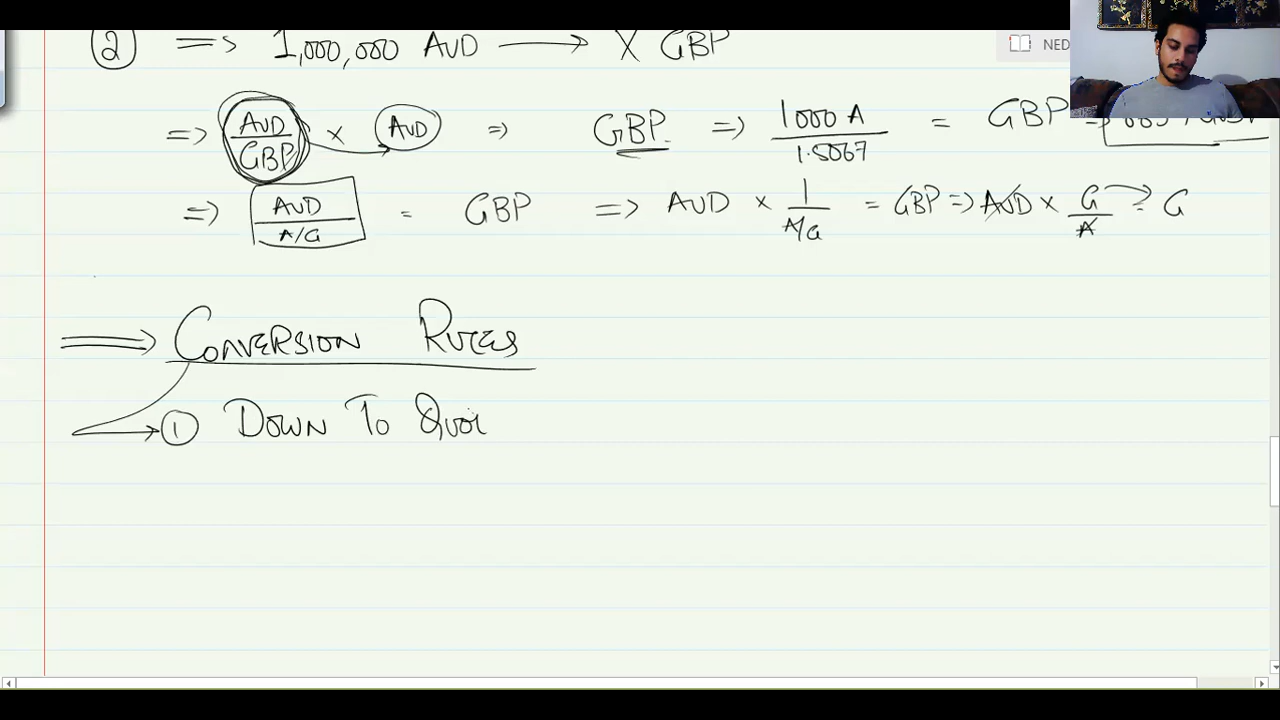 ② => 1,000,000 AUD → X GBP
NED
=> AUD/GBP × AUD => GBP => 1000 A / 1.5067 = GBP
=> AUD / A/G = GBP => AUD × 1 / A/G = GBP => AUD × G/A = G
=> CONVERSION RULES
① DOWN TO QUO